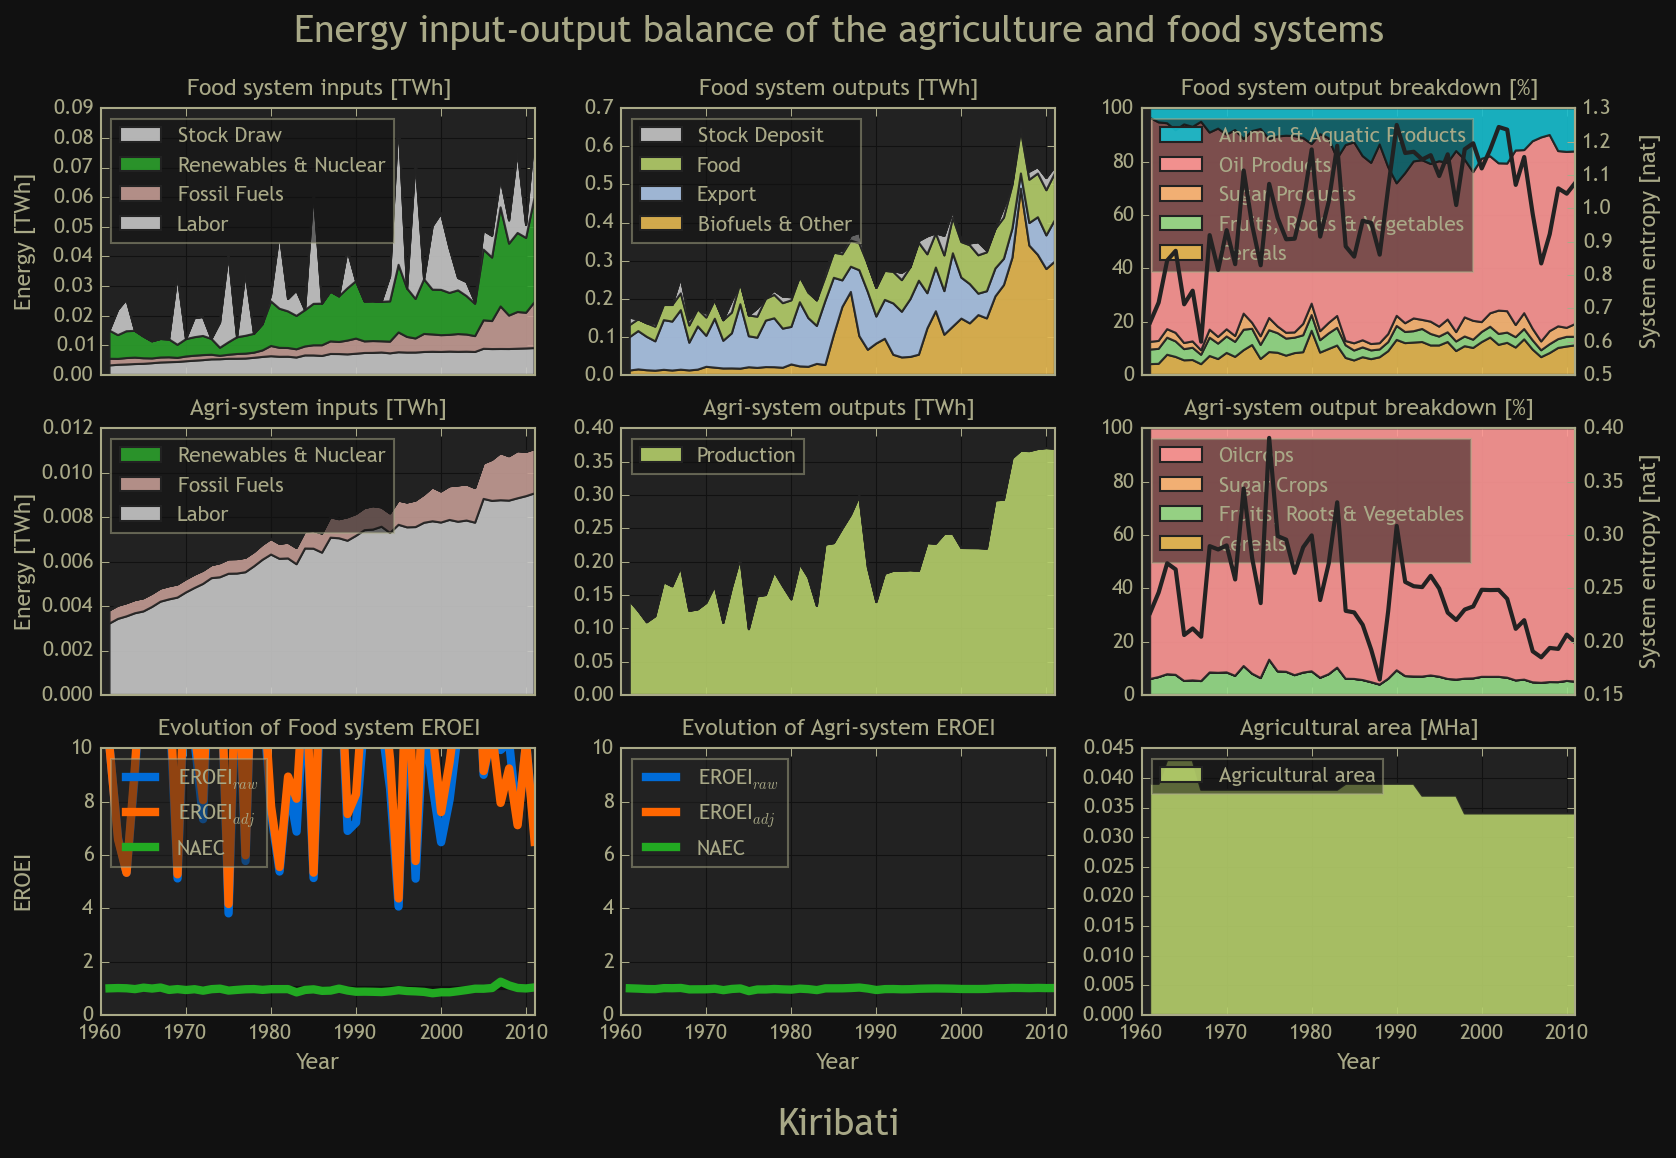 Energy input-output balance of the agriculture and food systems
Food system inputs [TWh]
Energy [TWh]
0.09
0.08
0.07
0.06
0.05
0.04
0.03
0.02
0.01
0.00
Stock Draw
Renewables & Nuclear
Fossil Fuels
Labor
Food system outputs [TWh]
0.7
0.6
0.5
0.4
0.3
0.2
0.1
0.0
Stock Deposit
Food
Export
Biofuels & Other
Food system output breakdown [%]
100
80
60
40
20
0
Animal & Aquatic Products
Oil Products
Sugar Products
Fruits, Roots & Vegetables
Cereals
1.3
1.2
1.1
1.0
0.9
0.8
0.7
0.6
0.5
System entropy [nat]
Agri-system inputs [TWh]
Energy [TWh]
0.012
0.010
0.008
0.006
0.004
0.002
0.000
Renewables & Nuclear
Fossil Fuels
Labor
Agri-system outputs [TWh]
0.40
0.35
0.30
0.25
0.20
0.15
0.10
0.05
0.00
Production
Agri-system output breakdown [%]
100
80
60
40
20
0
Oilcrops
Sugar Crops
Fruits, Roots & Vegetables
Cereals
0.40
0.35
0.30
0.25
0.20
0.15
System entropy [nat]
Evolution of Food system EROEI
EROEI
10
8
6
4
2
0
EROEIraw
EROEIadj
NAEC
1960 1970 1980 1990 2000 2010
Year
Evolution of Agri-system EROEI
10
8
6
4
2
0
EROEIraw
EROEIadj
NAEC
1960 1970 1980 1990 2000 2010
Year
Agricultural area [MHa]
0.045
0.040
0.035
0.030
0.025
0.020
0.015
0.010
0.005
0.000
Agricultural area
1960 1970 1980 1990 2000 2010
Year
Kiribati